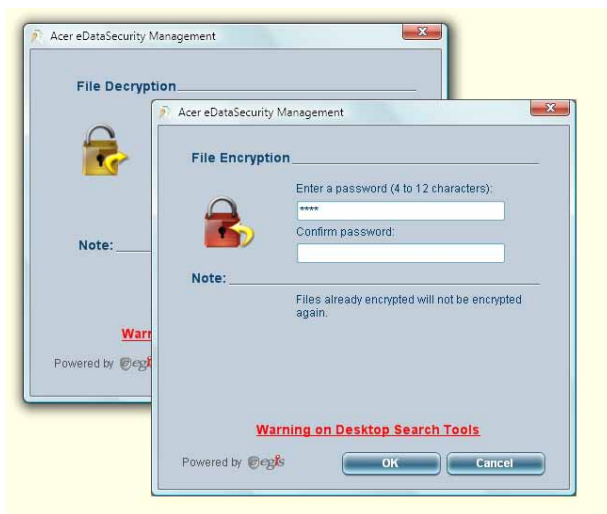 Acer eDataSecurity Management
File Decryption
Note:
Warn
Powered by egi
Acer eDataSecurity Management
File Encryption
Enter a password (4 to 12 characters):
****
Confirm password:
Note:
Files already encrypted will not be encrypted
again.
Warning on Desktop Search Tools
Powered by egis
OK
Cancel